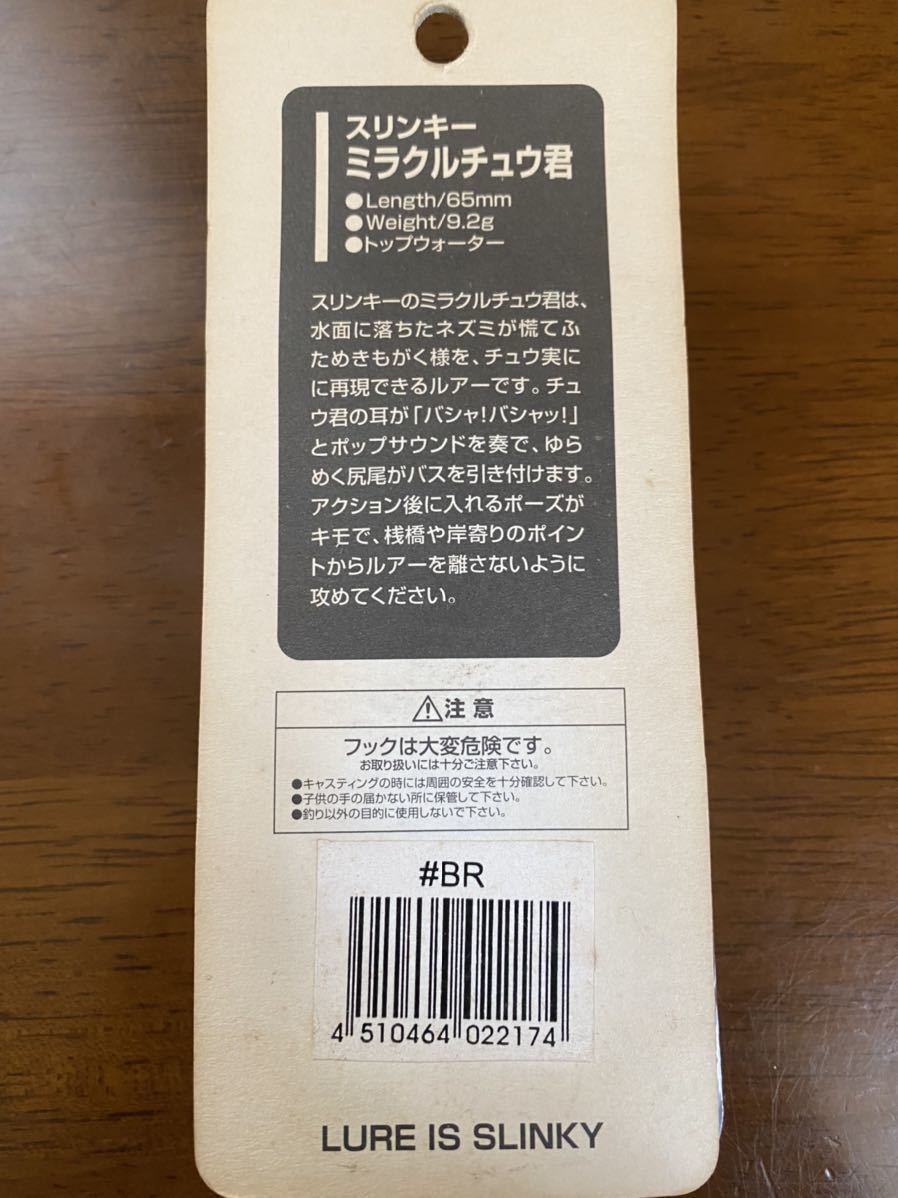 スリンキー
ミラクルチュウ君
●Length/65mm
●Weight/9.2g
●トップウォーター
スリンキーのミラクルチュウ君は、
水面に落ちたネズミが慌てふ
ためきもがく様を、チュウ実に
に再現できるルアーです。チュ
ウ君の耳が「バシャ!バシャッ!」
とポップサウンドを奏で、ゆら
めく尻尾がバスを引き付けます。
アクション後に入れるポーズが
キモで、桟橋や岸寄りのポイン
トからルアーを離さないように
攻めてください。
⚠注意
フックは大変危険です。
お取り扱いには十分ご注意下さい。
●キャスティングの時には周囲の安全を十分確認して下さい。
●子供の手の届かない所に保管して下さい。
●釣り以外の目的に使用しないで下さい。
#BR
4 510464 022174
LURE IS SLINKY